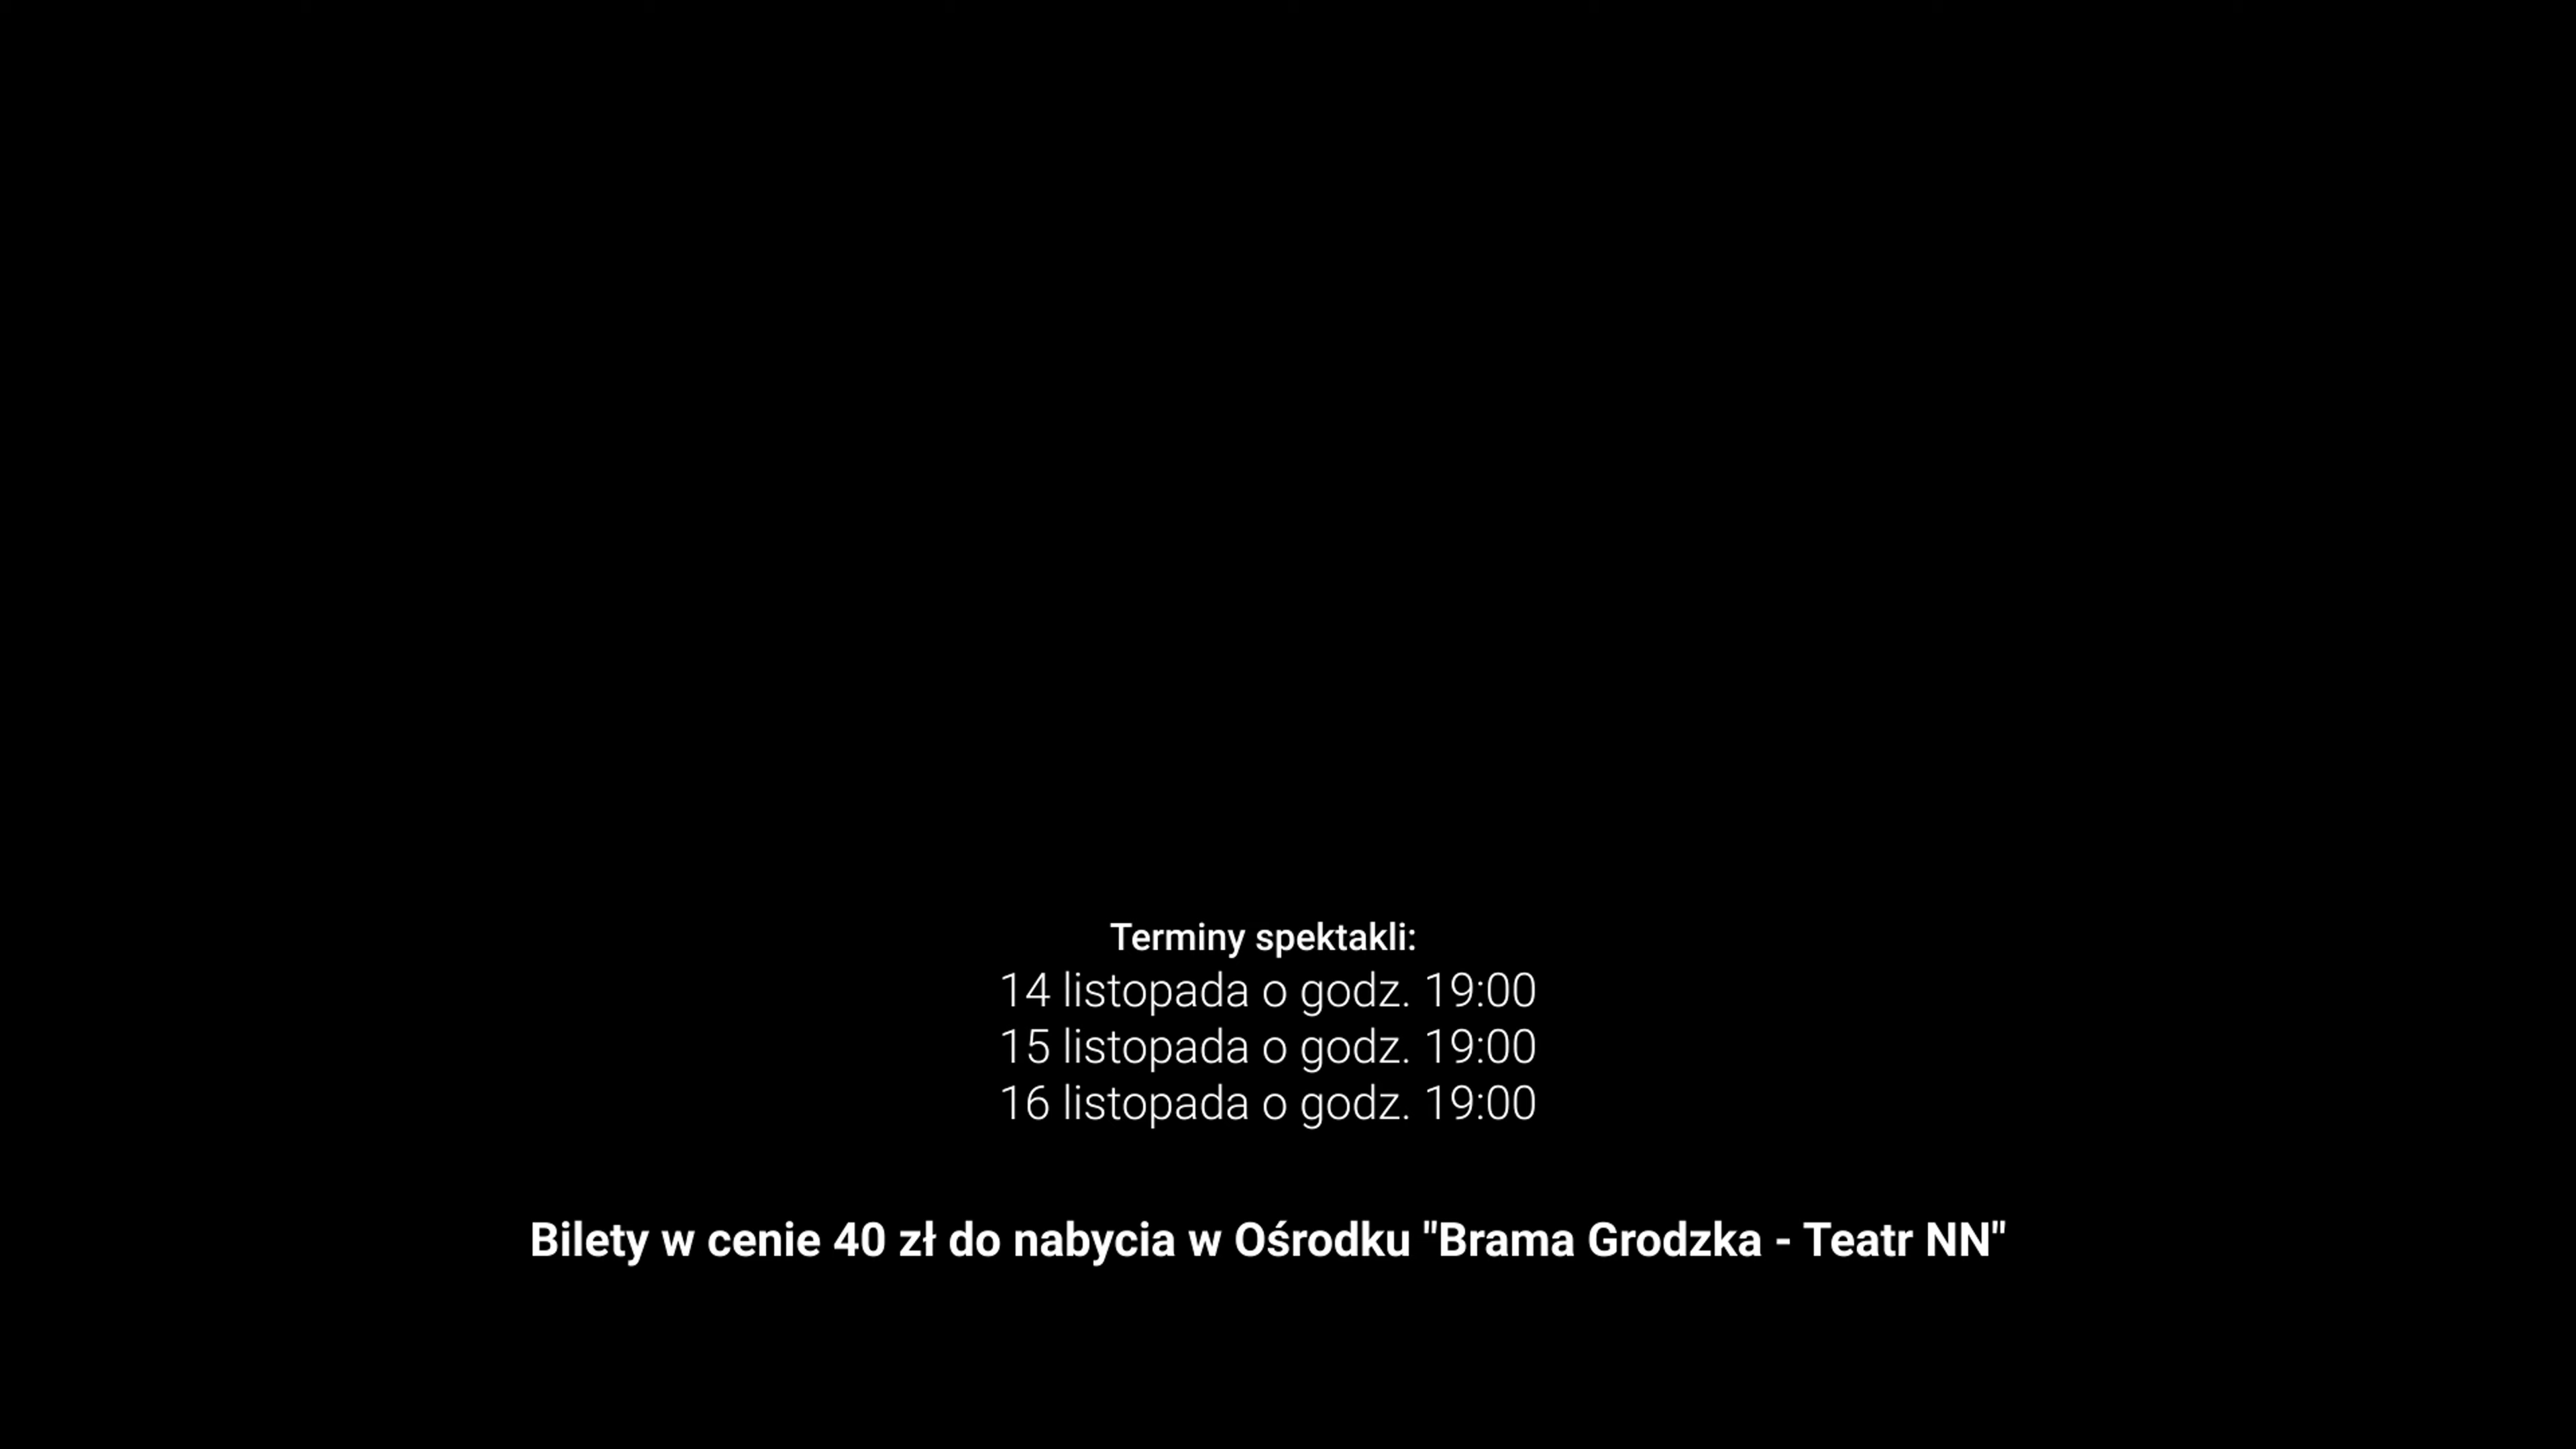 Terminy spektakli:
14 listopada o godz. 19:00
15 listopada o godz. 19:00
16 listopada o godz. 19:00
Bilety w cenie 40 zł do nabycia w Ośrodku "Brama Grodzka - Teatr NN"